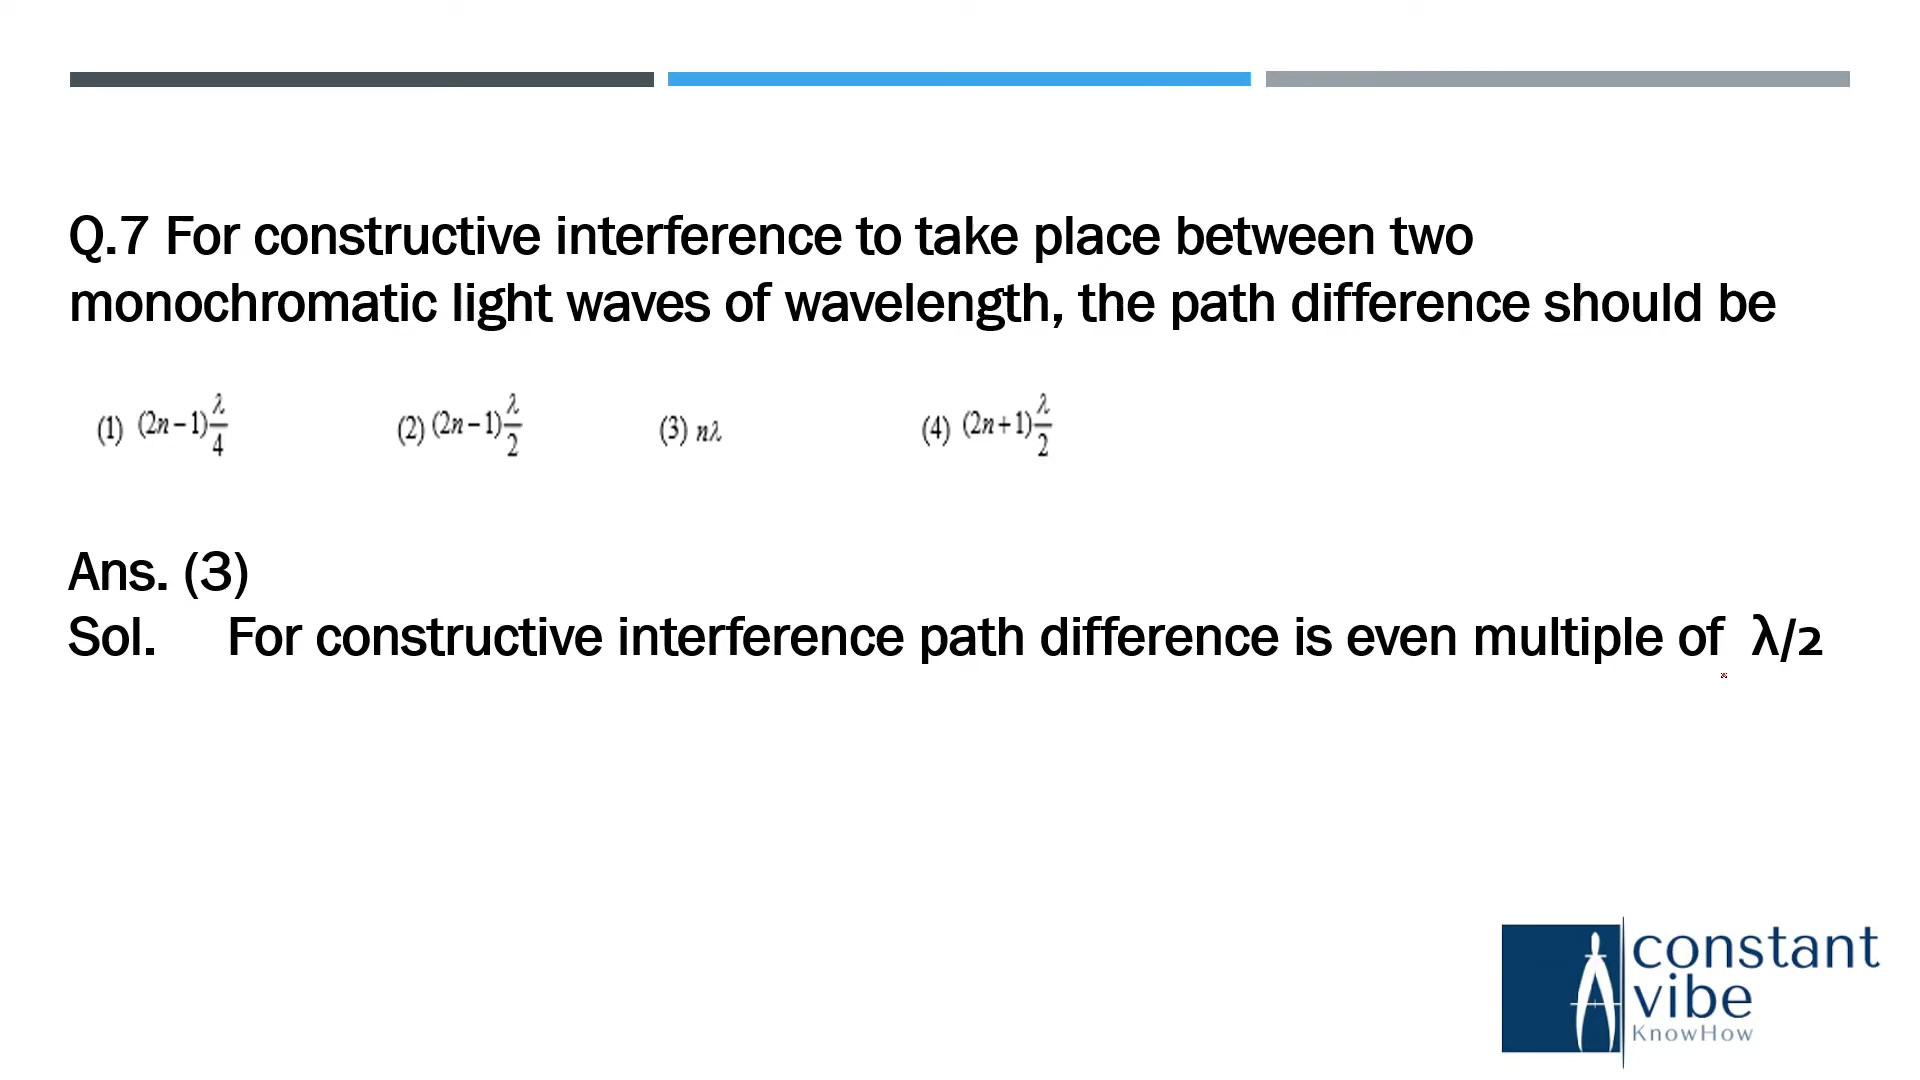 Q.7 For constructive interference to take place between two
monochromatic light waves of wavelength, the path difference should be
(1) (2n−1)λ/4 (2) (2n−1)λ/2 (3) nλ (4) (2n+1)λ/2
Ans. (3)
Sol. For constructive interference path difference is even multiple of λ/2
constant
vibe
KnowHow